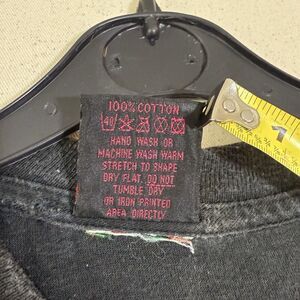 100% COTTON
40
HAND WASH OR
MACHINE WASH WARM
STRETCH TO SHAPE
DRY FLAT. DO NOT
TUMBLE DRY
OR IRON PRINTED
AREA DIRECTLY
1